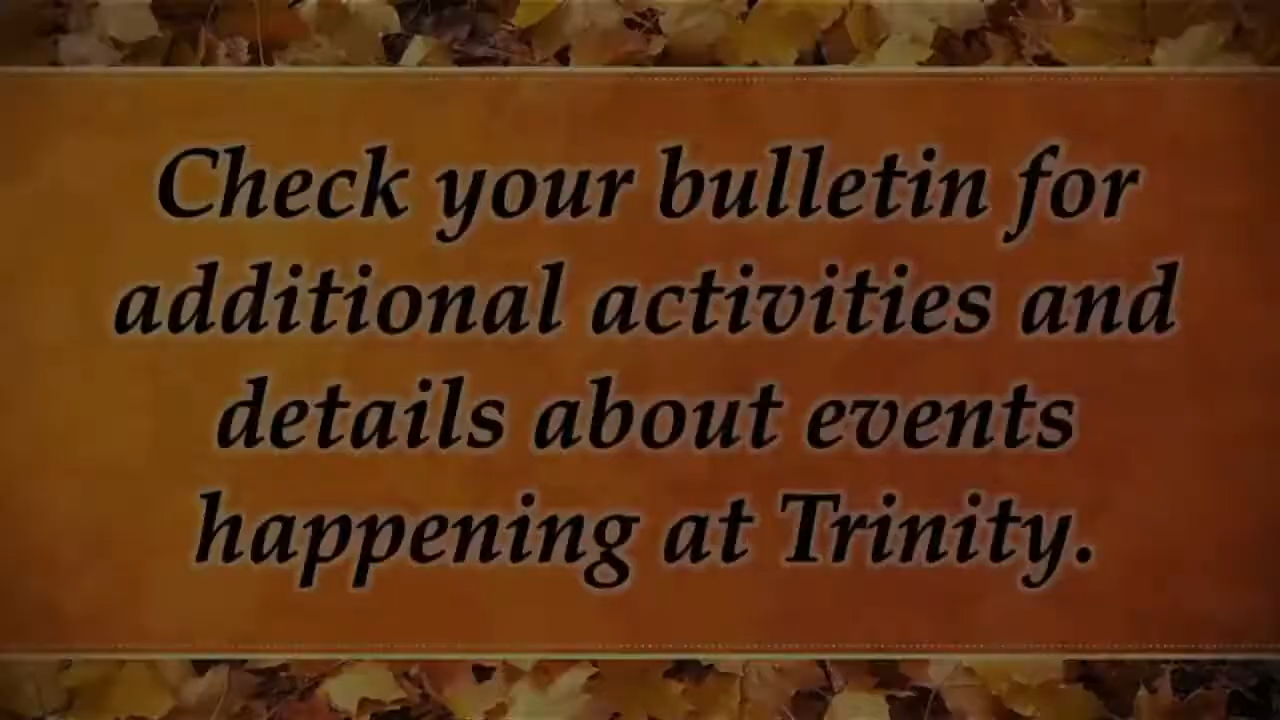 Check your bulletin for
additional activities and
details about events
happening at Trinity.